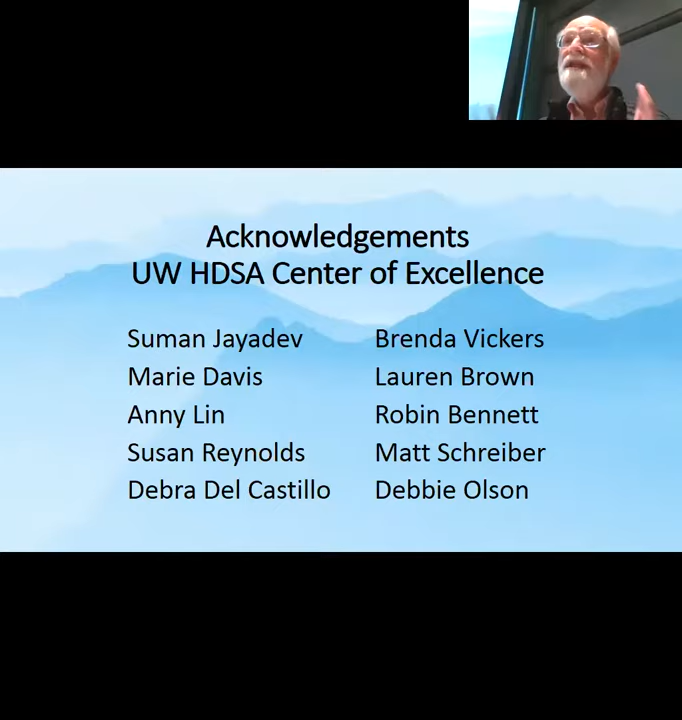 Acknowledgements
UW HDSA Center of Excellence
Suman Jayadev
Marie Davis
Anny Lin
Susan Reynolds
Debra Del Castillo
Brenda Vickers
Lauren Brown
Robin Bennett
Matt Schreiber
Debbie Olson